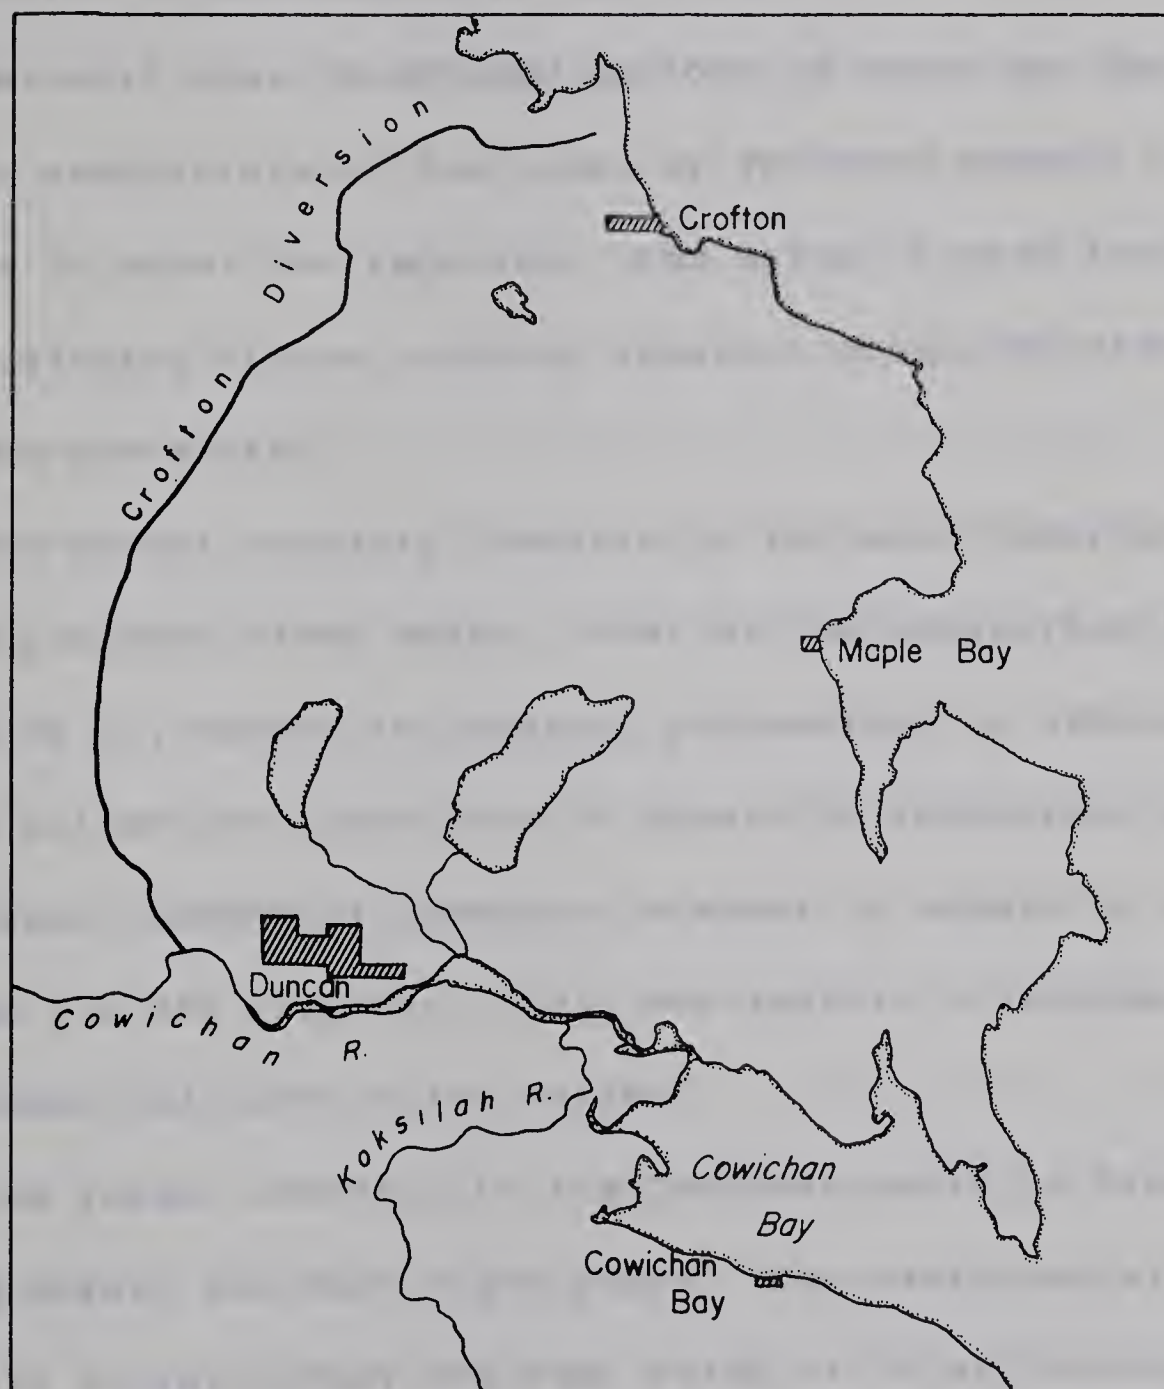 Crofton Diversion
Crofton
Maple Bay
Duncan
Cowichan R.
Koksilah R.
Cowichan
Bay
Cowichan
Bay